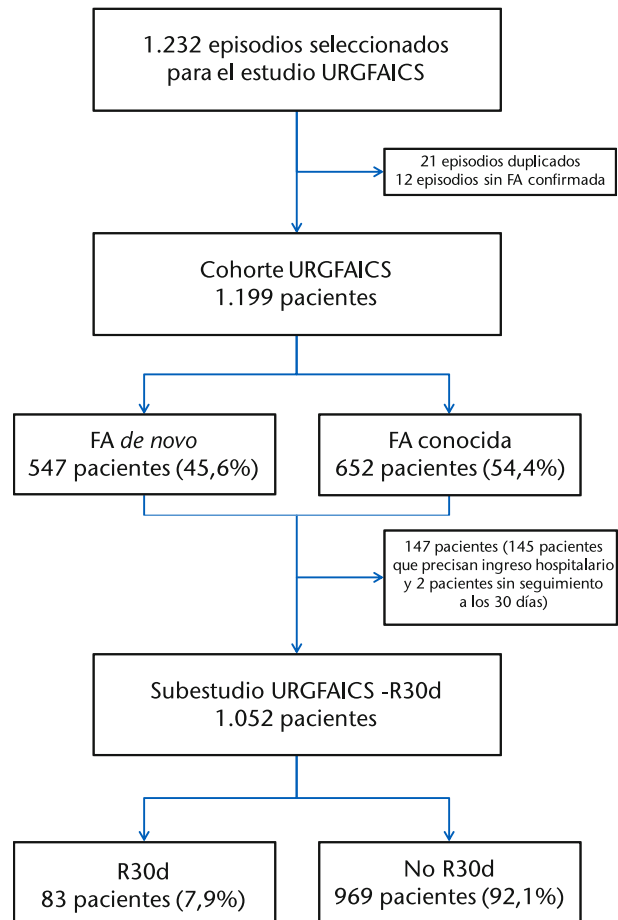 1.232 episodios seleccionados
para el estudio URGFAICS
21 episodios duplicados
12 episodios sin FA confirmada
Cohorte URGFAICS
1.199 pacientes
FA de novo
547 pacientes (45,6%)
FA conocida
652 pacientes (54,4%)
147 pacientes (145 pacientes
que precisan ingreso hospitalario
y 2 pacientes sin seguimiento
a los 30 días)
Subestudio URGFAICS -R30d
1.052 pacientes
R30d
83 pacientes (7,9%)
No R30d
969 pacientes (92,1%)